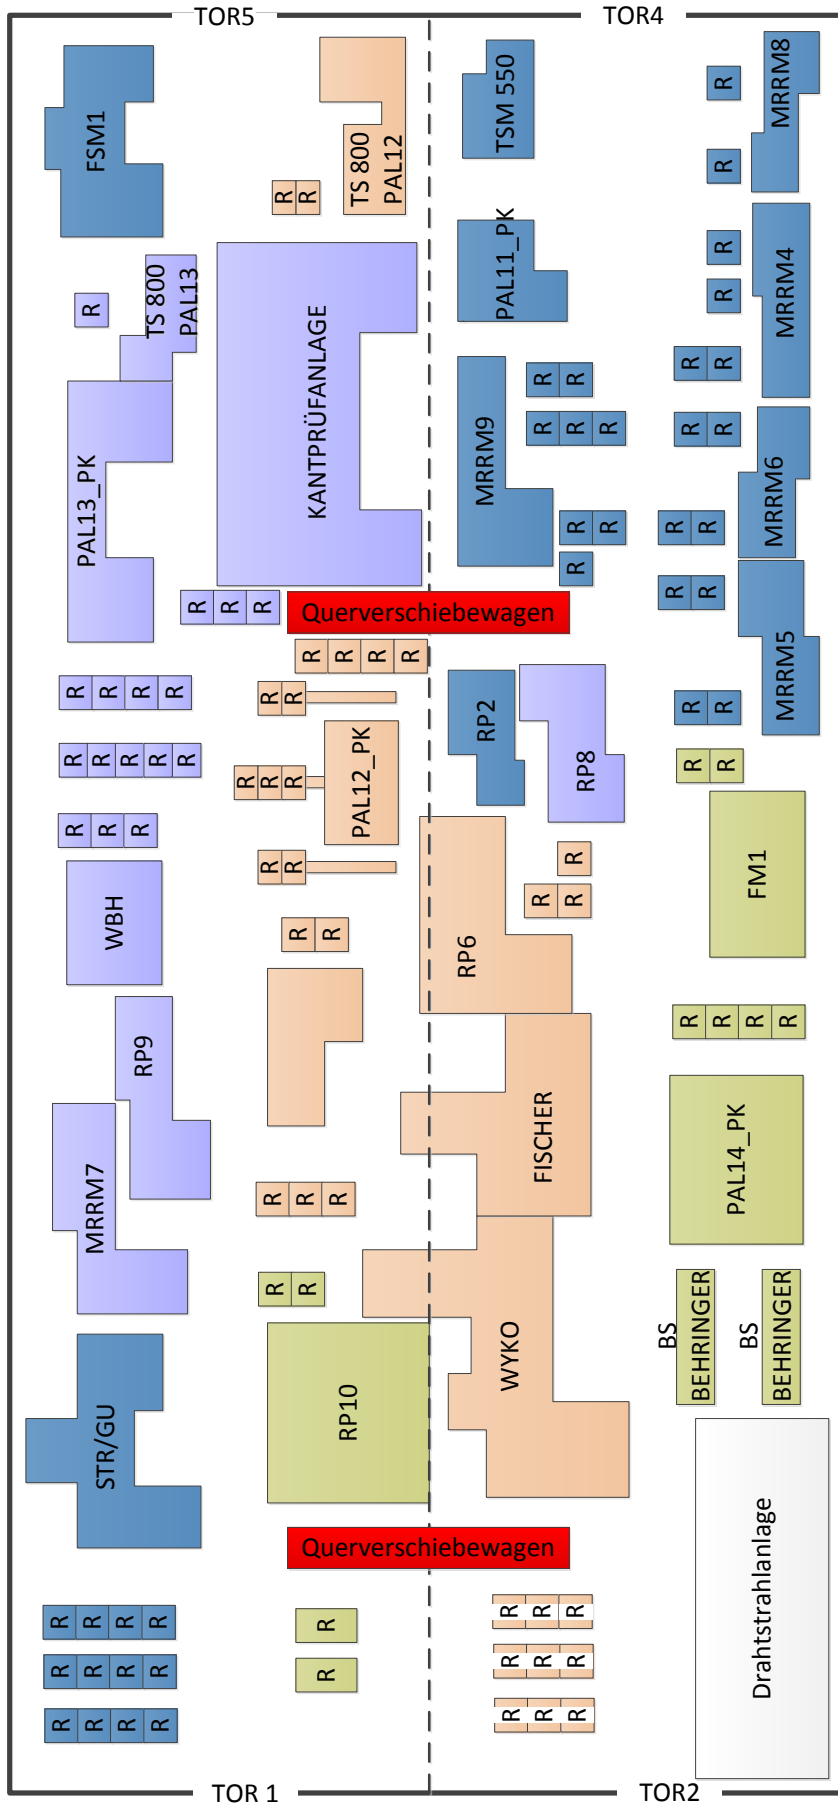 TOR5
TOR4
FSM1
TS 800
PAL12
TSM 550
MRRM8
R
R
R R
PAL11_PK
R
R
MRRM4
R
TS 800
PAL13
KANTPRÜFANLAGE
R R
R R
PAL13_PK
MRRM9
R R R
R R
MRRM6
R R
R
R R
R R
MRRM5
R R R
Querverschiebewagen
R R R R
R R R R
R R
RP2
RP8
R R
R R
R R R R R
R R R
PAL12_PK
R R R
R R
R
FM1
WBH
R R
R R
RP6
R R R R
RP9
FISCHER
PAL14_PK
MRRM7
R R R
R R
WYKO
BS
BEHRINGER
BS
BEHRINGER
STR/GU
RP10
Querverschiebewagen
Drahtstrahlanlage
R R R R
R
R R R
R R R R
R
R R R
R R R R
R R R
TOR 1
TOR2